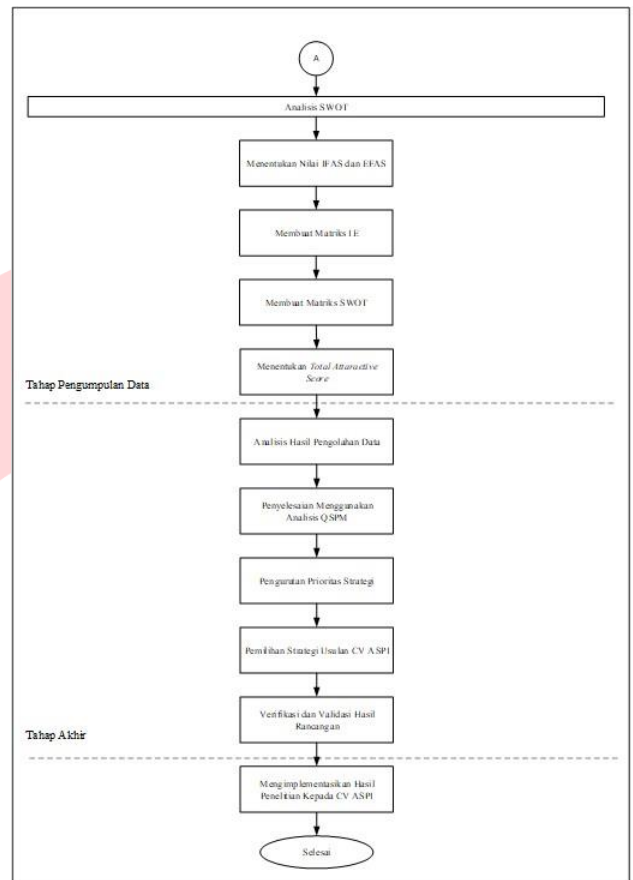 A
Analisis SWOT
Menentukan Nilai IFAS dan EFAS
Membuat Matriks IE
Membuat Matriks SWOT
Menentukan Total Attaractive
Score
Tahap Pengumpulan Data
Analisis Hasil Pengolahan Data
Penyelesaian Menggunakan
Analisis QSPM
Pengurutan Prioritas Strategi
Pemilihan Strategi Usulan CV ASPI
Verifikasi dan Validasi Hasil
Rancangan
Tahap Akhir
Mengimplementasikan Hasil
Penelitian Kepada CV ASPI
Selesai